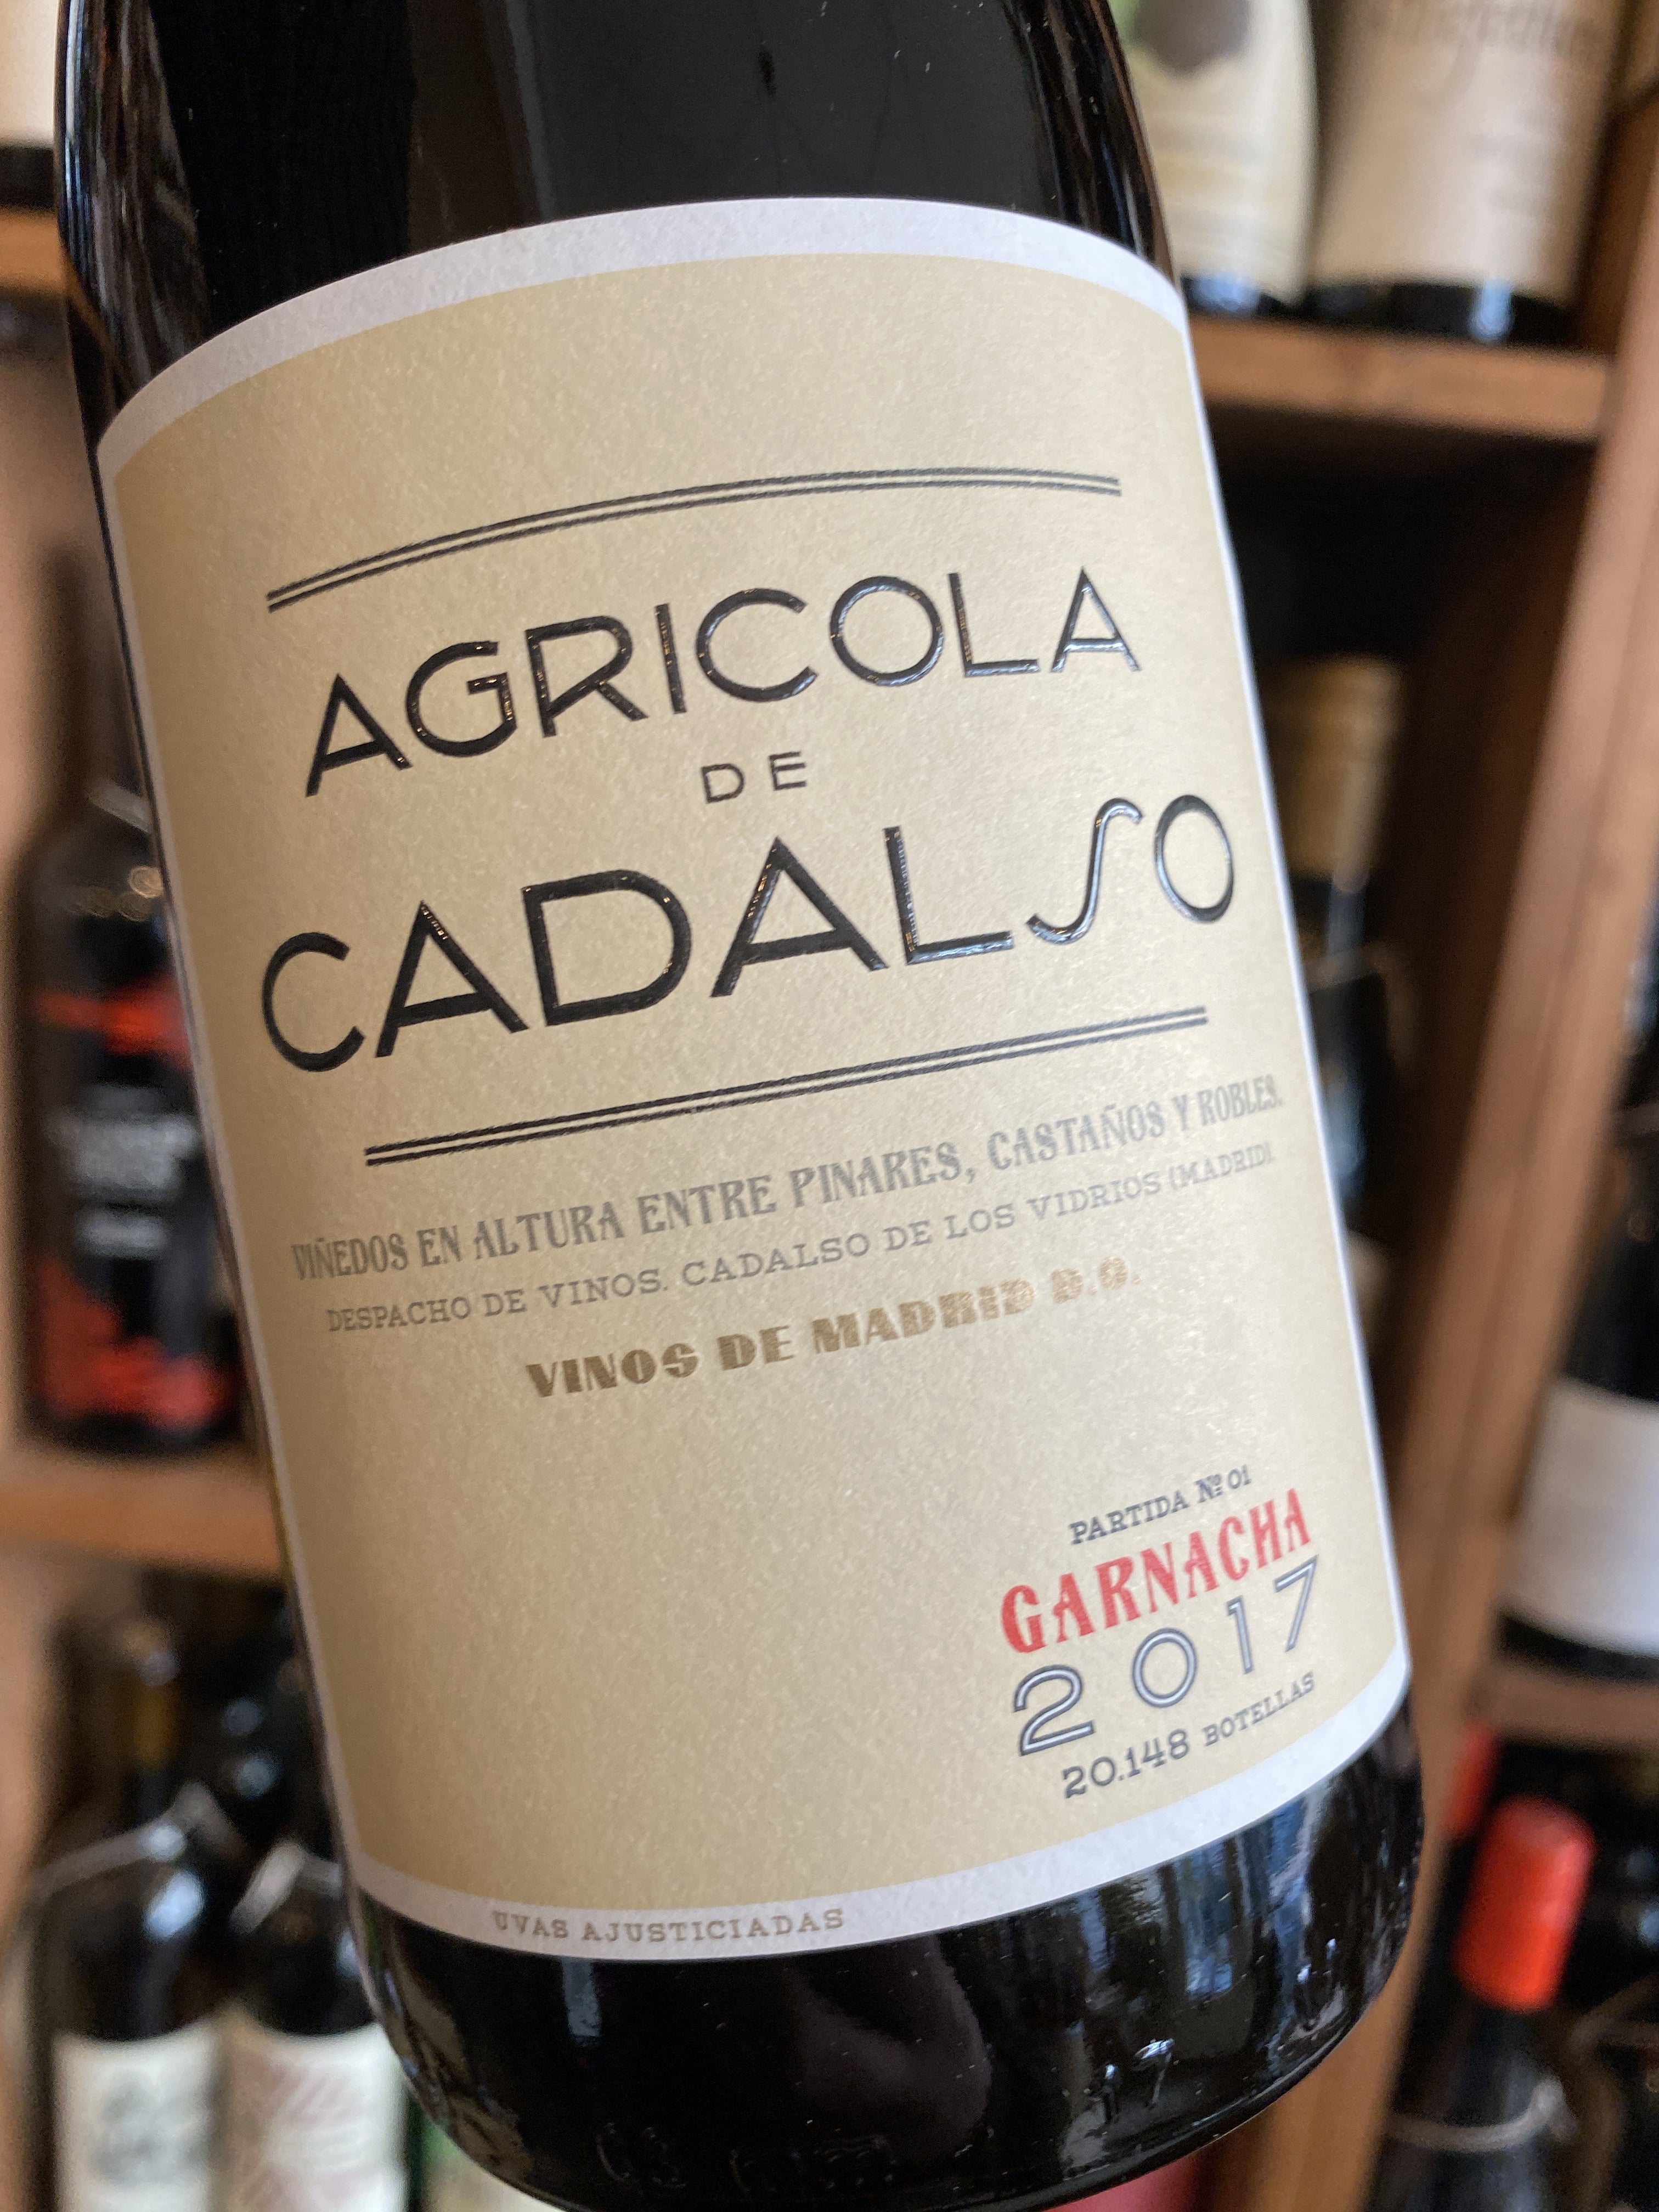 AGRICOLA
DE
CADALSO
VIÑEDOS EN ALTURA ENTRE PINARES, CASTAÑOS Y ROBLES.
DESPACHO DE VINOS. CADALSO DE LOS VIDRIOS (MADRID).
VINOS DE MADRID D.O.
PARTIDA Nº 01
GARNACHA
2017
20.148 BOTELLAS
UVAS AJUSTICIADAS